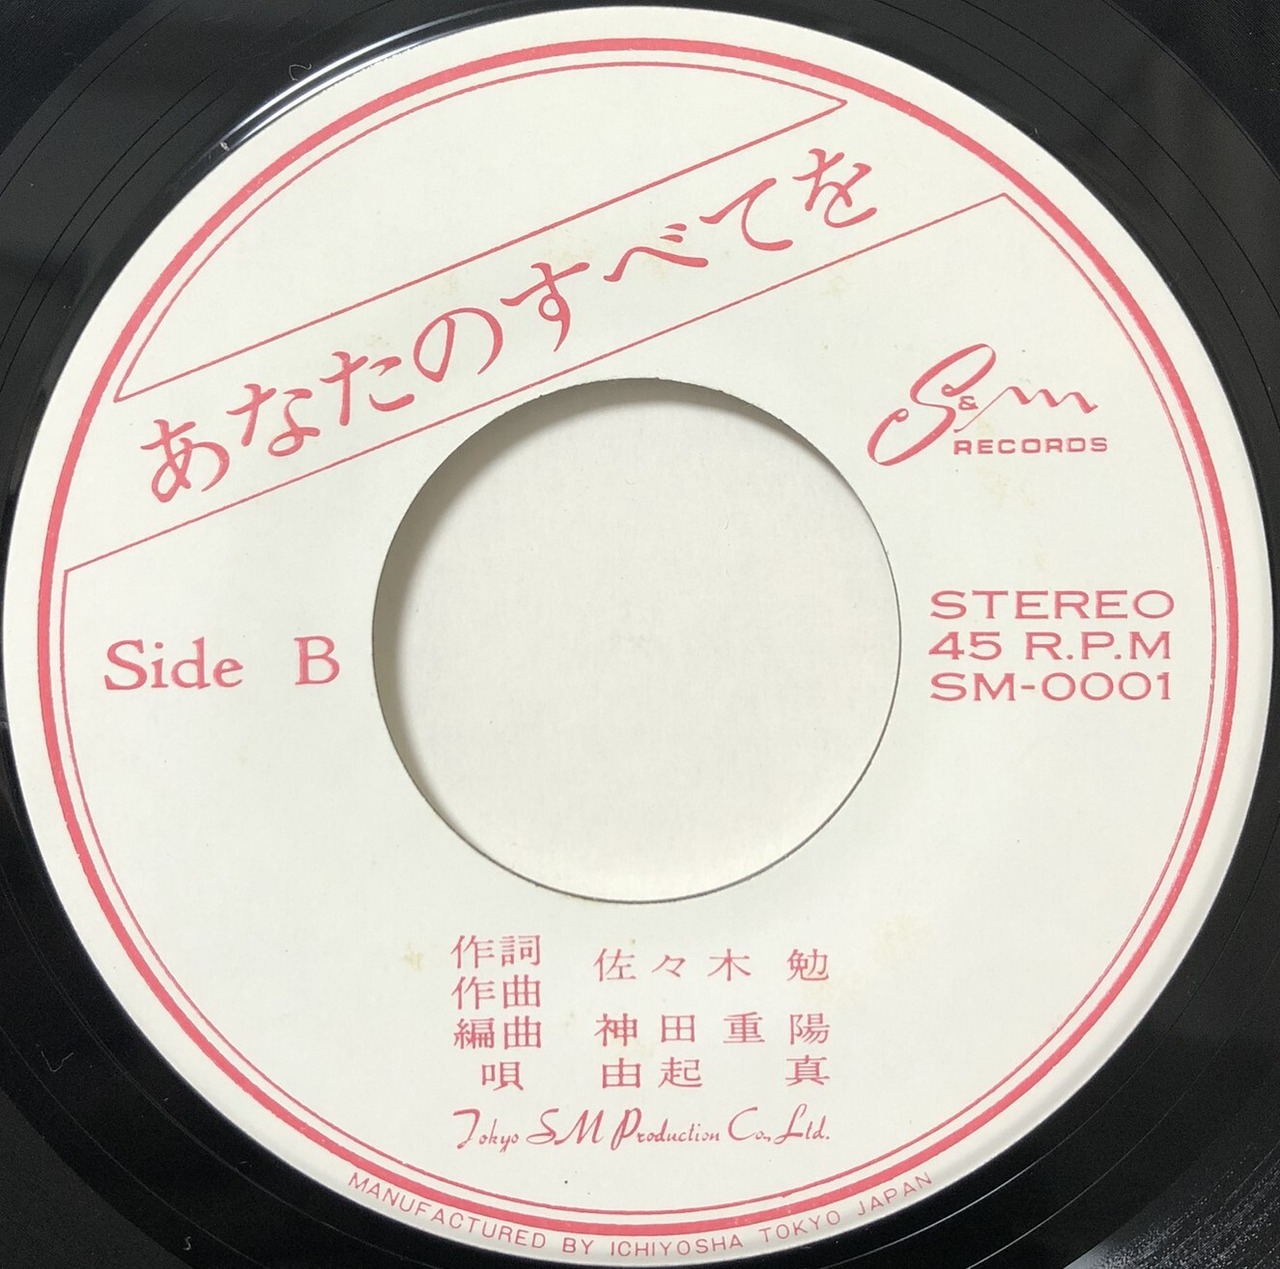 あなたのすべてを
S&M
RECORDS
Side B
STEREO
45 R.P.M
SM-0001
作詞
作曲 佐々木 勉
編曲 神田重陽
唄 由起 真
Tokyo SM Production Co., Ltd.
MANUFACTURED BY ICHIYOSHA TOKYO JAPAN